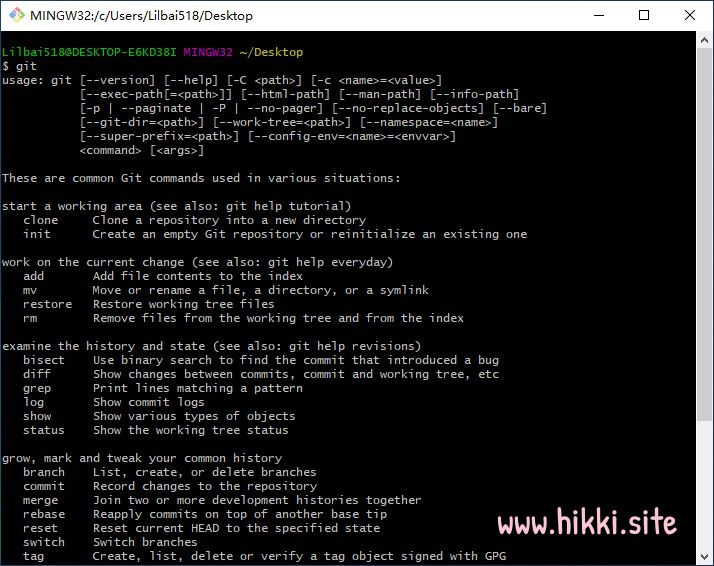 MINGW32:/c/Users/Lilbai518/Desktop
Lilbai518@DESKTOP-E6KD38I MINGW32 ~/Desktop
$ git
usage: git [--version] [--help] [-C <path>] [-c <name>=<value>]
           [--exec-path[=<path>]] [--html-path] [--man-path] [--info-path]
           [-p | --paginate | -P | --no-pager] [--no-replace-objects] [--bare]
           [--git-dir=<path>] [--work-tree=<path>] [--namespace=<name>]
           [--super-prefix=<path>] [--config-env=<name>=<envvar>]
           <command> [<args>]
These are common Git commands used in various situations:
start a working area (see also: git help tutorial)
   clone     Clone a repository into a new directory
   init      Create an empty Git repository or reinitialize an existing one
work on the current change (see also: git help everyday)
   add       Add file contents to the index
   mv        Move or rename a file, a directory, or a symlink
   restore   Restore working tree files
   rm        Remove files from the working tree and from the index
examine the history and state (see also: git help revisions)
   bisect    Use binary search to find the commit that introduced a bug
   diff      Show changes between commits, commit and working tree, etc
   grep      Print lines matching a pattern
   log       Show commit logs
   show      Show various types of objects
   status    Show the working tree status
grow, mark and tweak your common history
   branch    List, create, or delete branches
   commit    Record changes to the repository
   merge     Join two or more development histories together
   rebase    Reapply commits on top of another base tip
   reset     Reset current HEAD to the specified state
   switch    Switch branches
   tag       Create, list, delete or verify a tag object signed with GPG
www.hikki.site